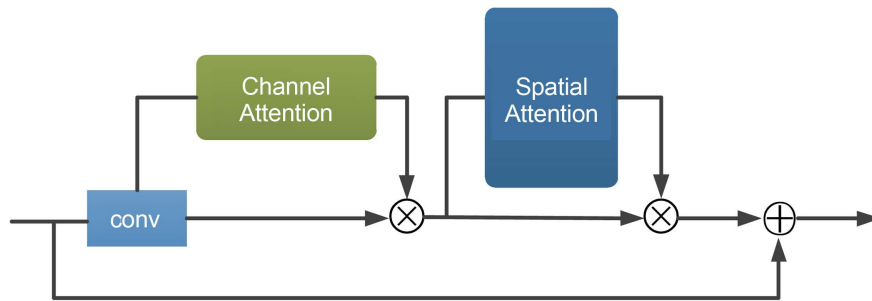 Channel
Attention
Spatial
Attention
conv